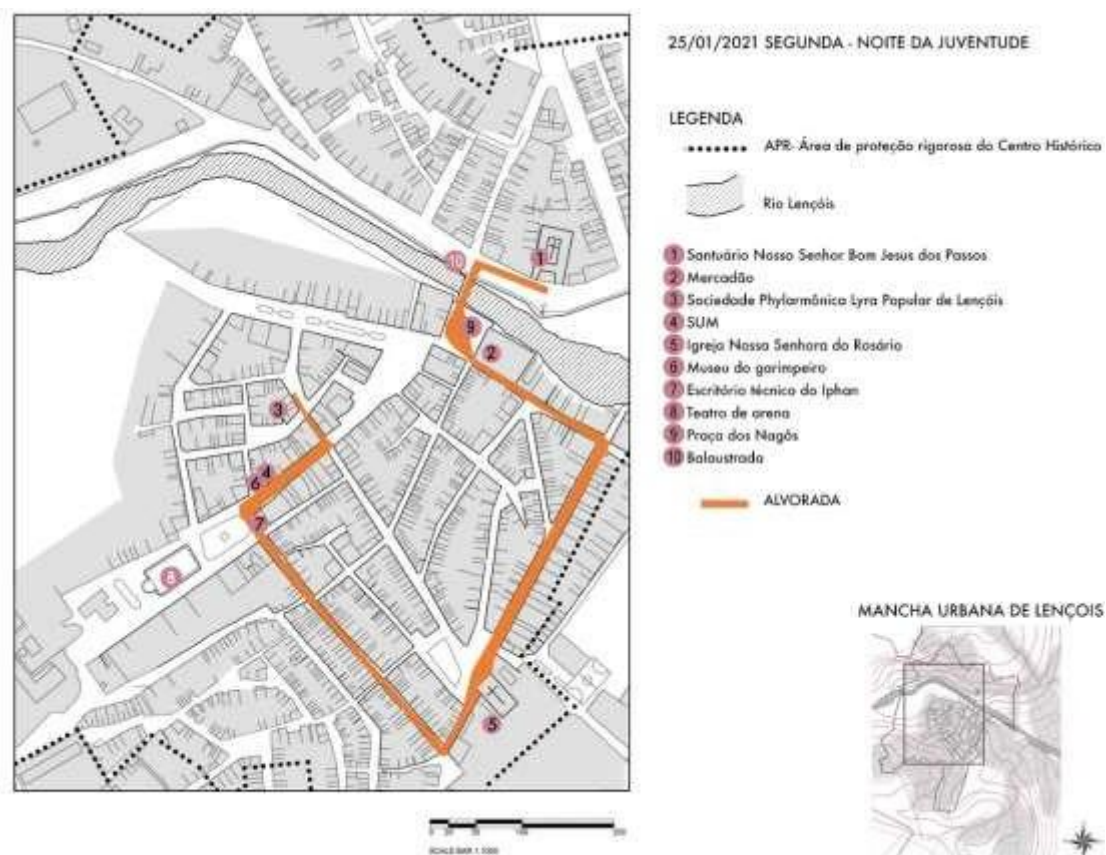 25/01/2021 SEGUNDA - NOITE DA JUVENTUDE
LEGENDA
APR- Área de proteção rigorosa do Centro Histórico
Rio Lençóis
1 Santuário Nosso Senhor Bom Jesus dos Passos
2 Mercadão
3 Sociedade Phylarmônica Lyra Popular de Lençóis
4 SUM
5 Igreja Nossa Senhora do Rosário
6 Museu do garimpeiro
7 Escritório técnico do Iphan
8 Teatro de arena
9 Praça dos Nagôs
10 Balaustrada
ALVORADA
MANCHA URBANA DE LENÇOIS
10
1
9
2
3
4
6
7
8
5
SCALE BAR